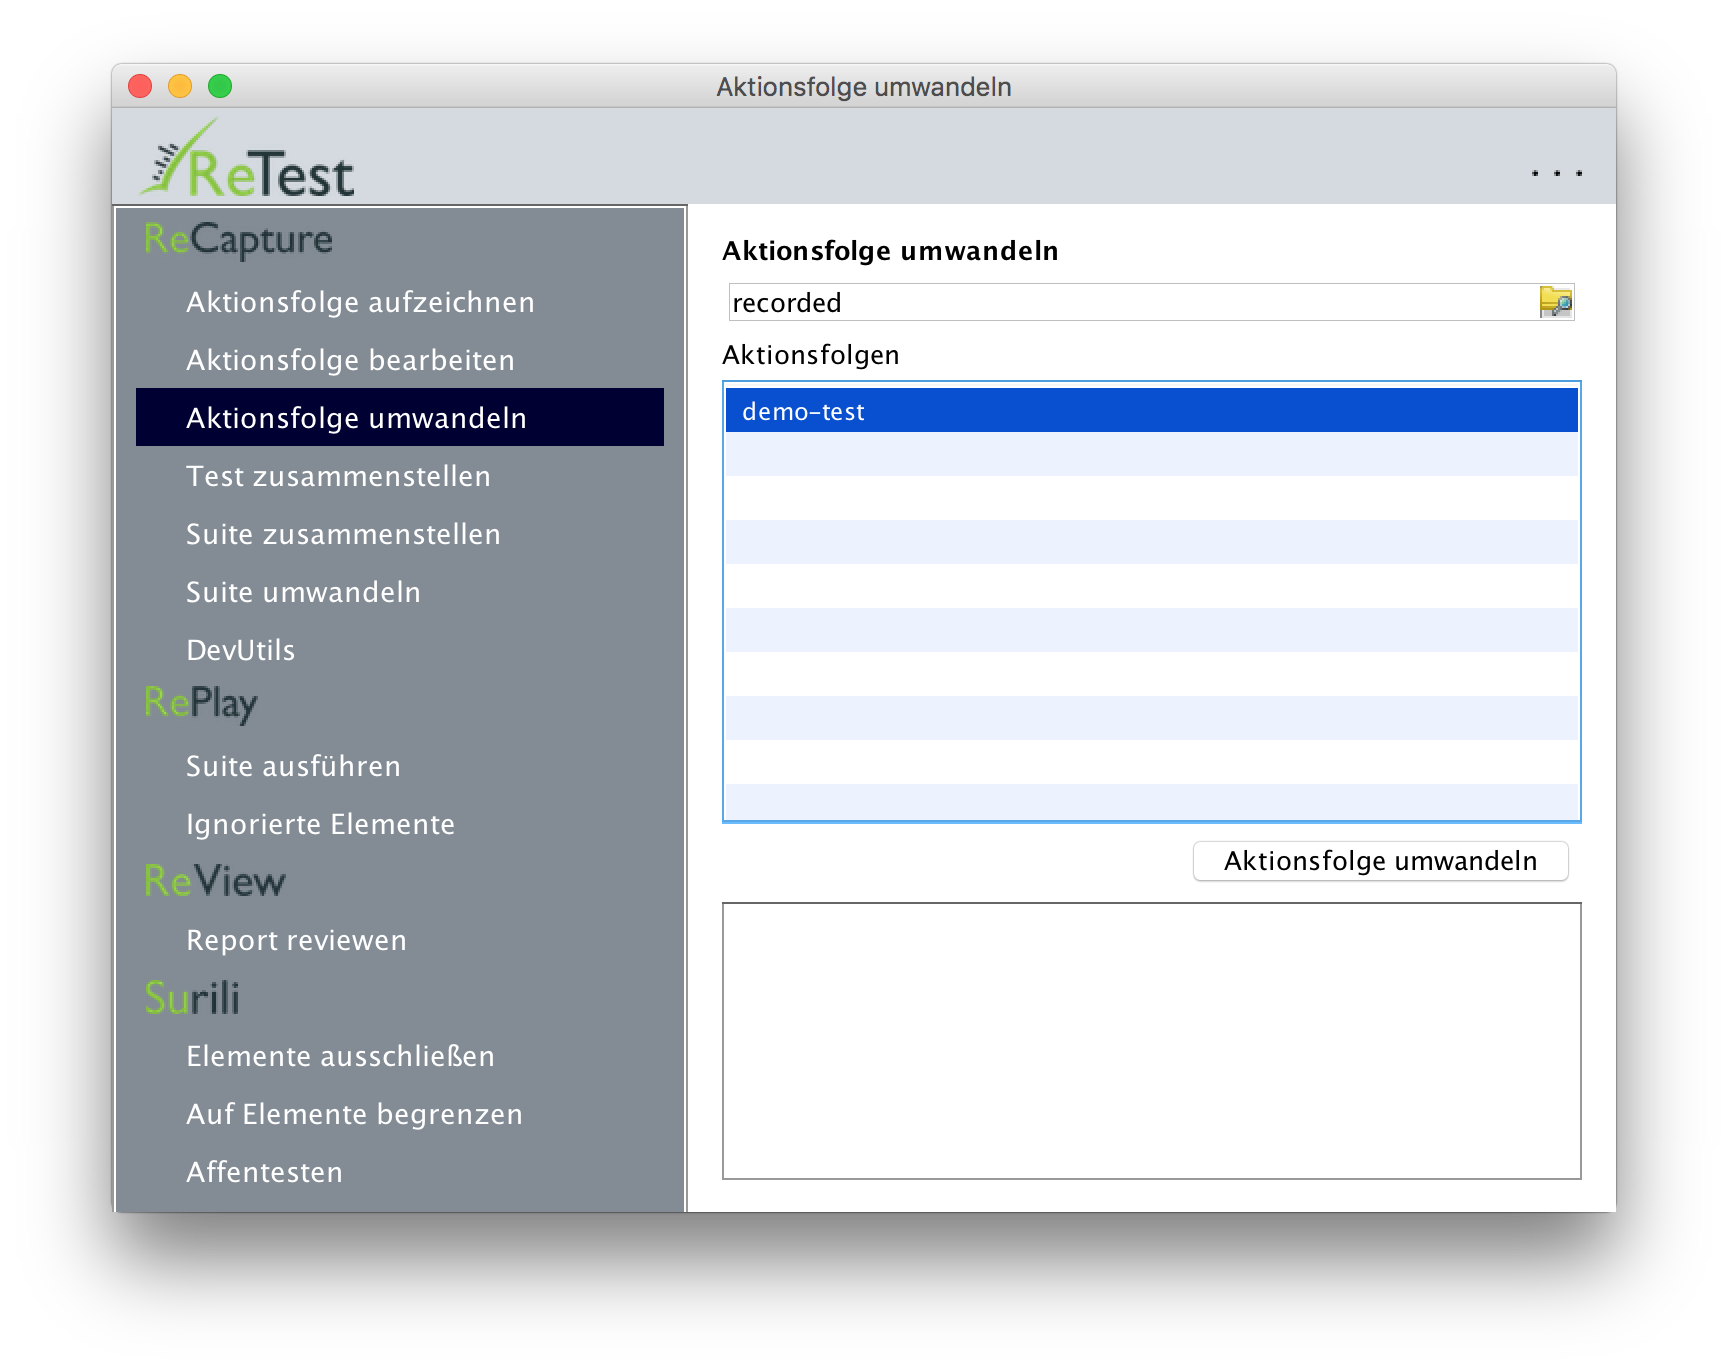 Aktionsfolge umwandeln
ReTest
...
ReCapture
Aktionsfolge aufzeichnen
Aktionsfolge bearbeiten
Aktionsfolge umwandeln
Test zusammenstellen
Suite zusammenstellen
Suite umwandeln
DevUtils
RePlay
Suite ausführen
Ignorierte Elemente
ReView
Report reviewen
Surili
Elemente ausschließen
Auf Elemente begrenzen
Affentesten
Aktionsfolge umwandeln
recorded
Aktionsfolgen
demo-test
Aktionsfolge umwandeln